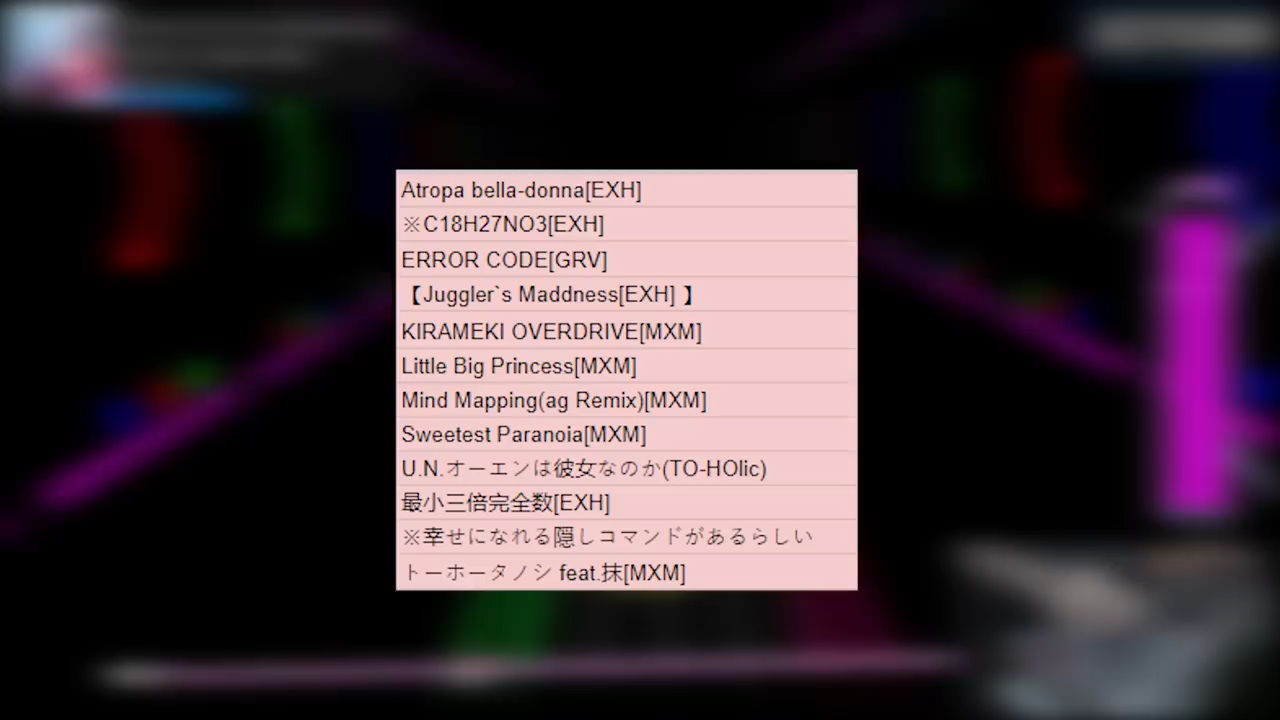 Atropa bella-donna[EXH]
※C18H27NO3[EXH]
ERROR CODE[GRV]
【Juggler`s Maddness[EXH] 】
KIRAMEKI OVERDRIVE[MXM]
Little Big Princess[MXM]
Mind Mapping(ag Remix)[MXM]
Sweetest Paranoia[MXM]
U.N.オーエンは彼女なのか(TO-HOlic)
最小三倍完全数[EXH]
※幸せになれる隠しコマンドがあるらしい
トーホータノシ feat.抹[MXM]